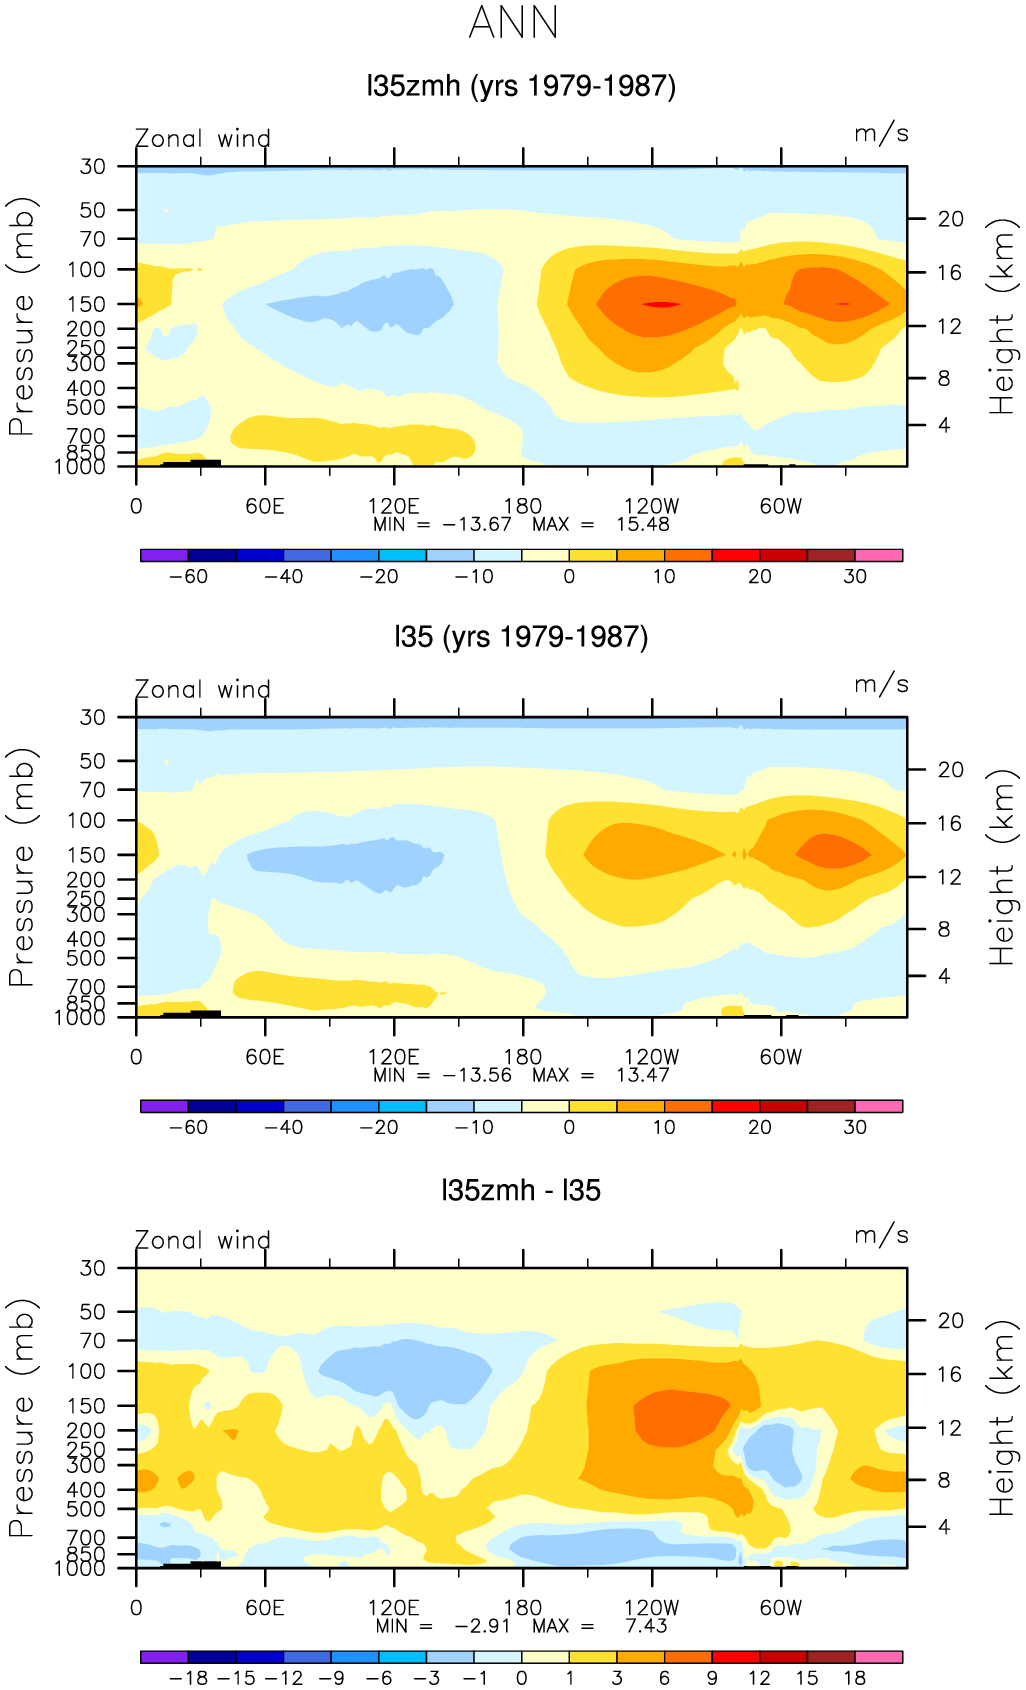 ANN
l35zmh (yrs 1979-1987)
Zonal wind m/s
30
50
70
100
150
200
250
300
400
500
700
850
1000
Pressure (mb)
20
16
12
8
4
Height (km)
0 60E 120E 180 120W 60W
MIN = -13.67 MAX = 15.48
-60 -40 -20 -10 0 10 20 30
l35 (yrs 1979-1987)
Zonal wind m/s
30
50
70
100
150
200
250
300
400
500
700
850
1000
Pressure (mb)
20
16
12
8
4
Height (km)
0 60E 120E 180 120W 60W
MIN = -13.56 MAX = 13.47
-60 -40 -20 -10 0 10 20 30
l35zmh - l35
Zonal wind m/s
30
50
70
100
150
200
250
300
400
500
700
850
1000
Pressure (mb)
20
16
12
8
4
Height (km)
0 60E 120E 180 120W 60W
MIN = -2.91 MAX = 7.43
-18 -15 -12 -9 -6 -3 -1 0 1 3 6 9 12 15 18